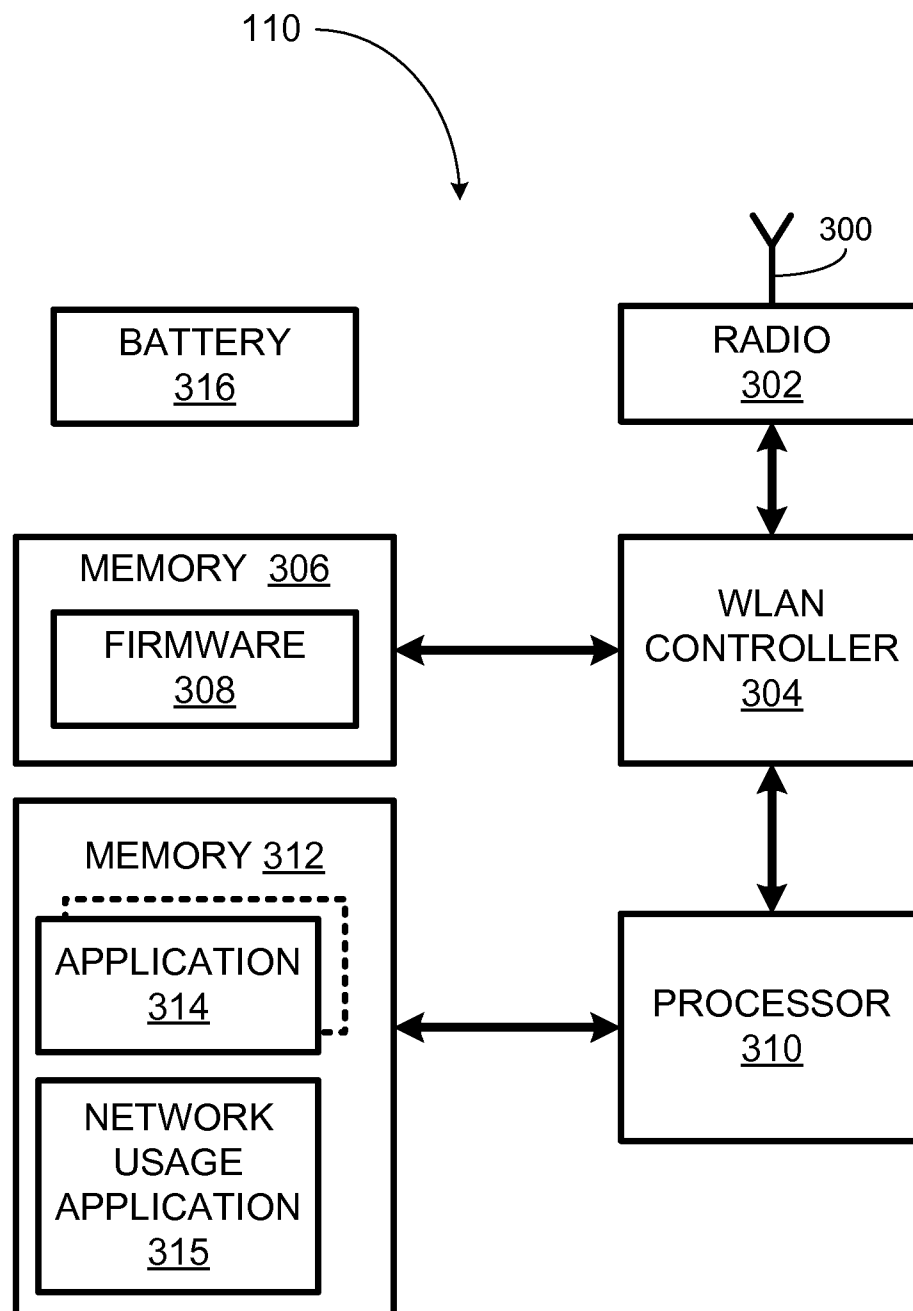 110
300
BATTERY
316
RADIO
302
MEMORY 306
FIRMWARE
308
WLAN
CONTROLLER
304
MEMORY 312
APPLICATION
314
PROCESSOR
310
NETWORK
USAGE
APPLICATION
315